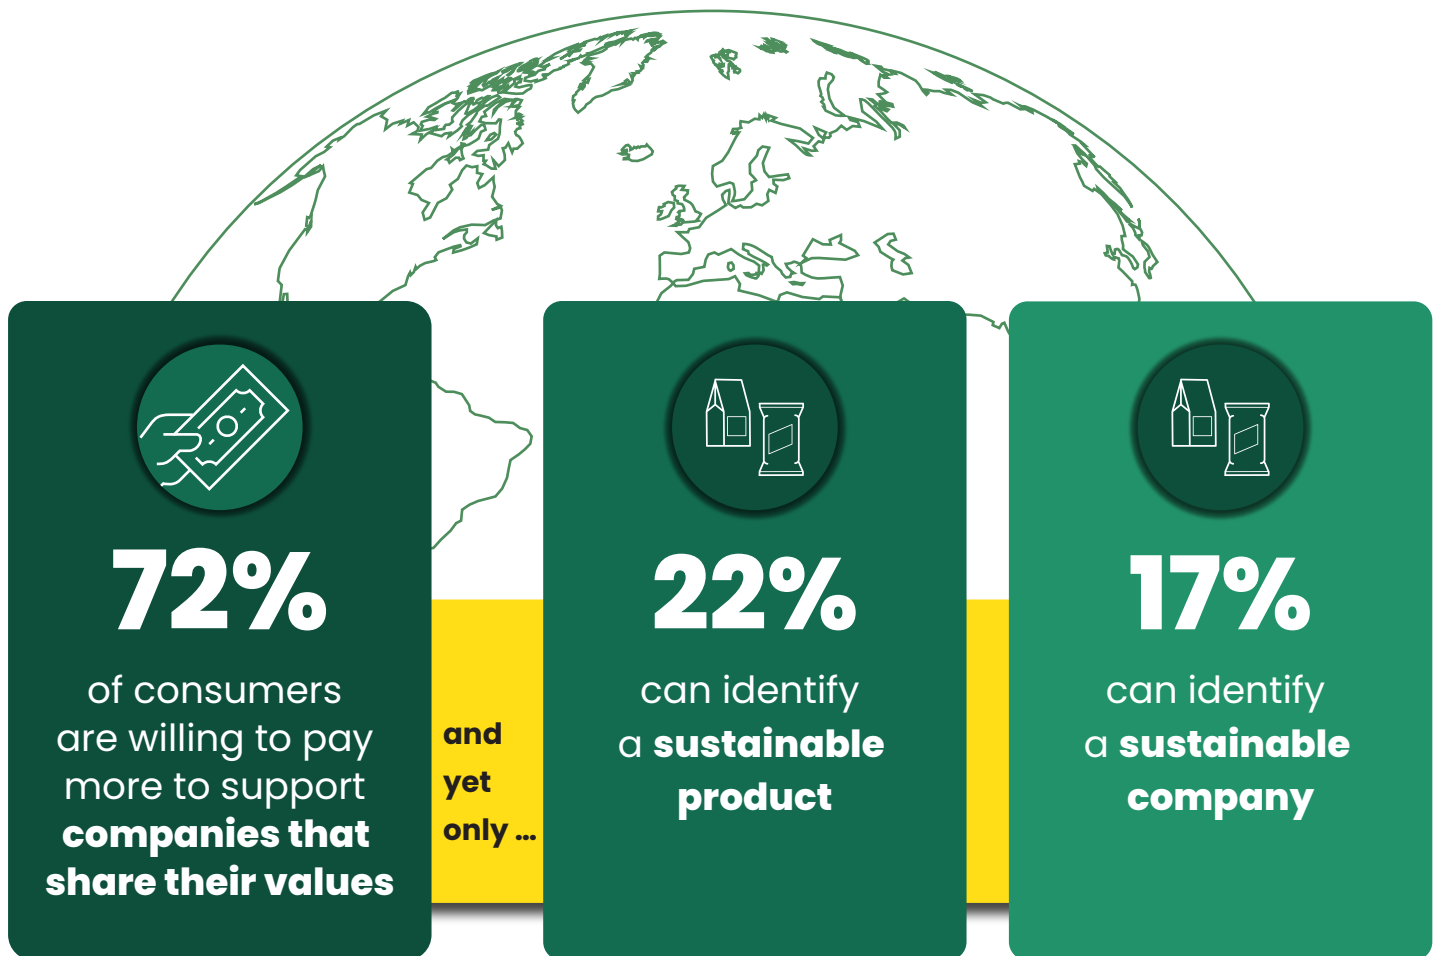 72%
of consumers
are willing to pay
more to support
companies that
share their values
and
yet
only ...
22%
can identify
a sustainable
product
17%
can identify
a sustainable
company